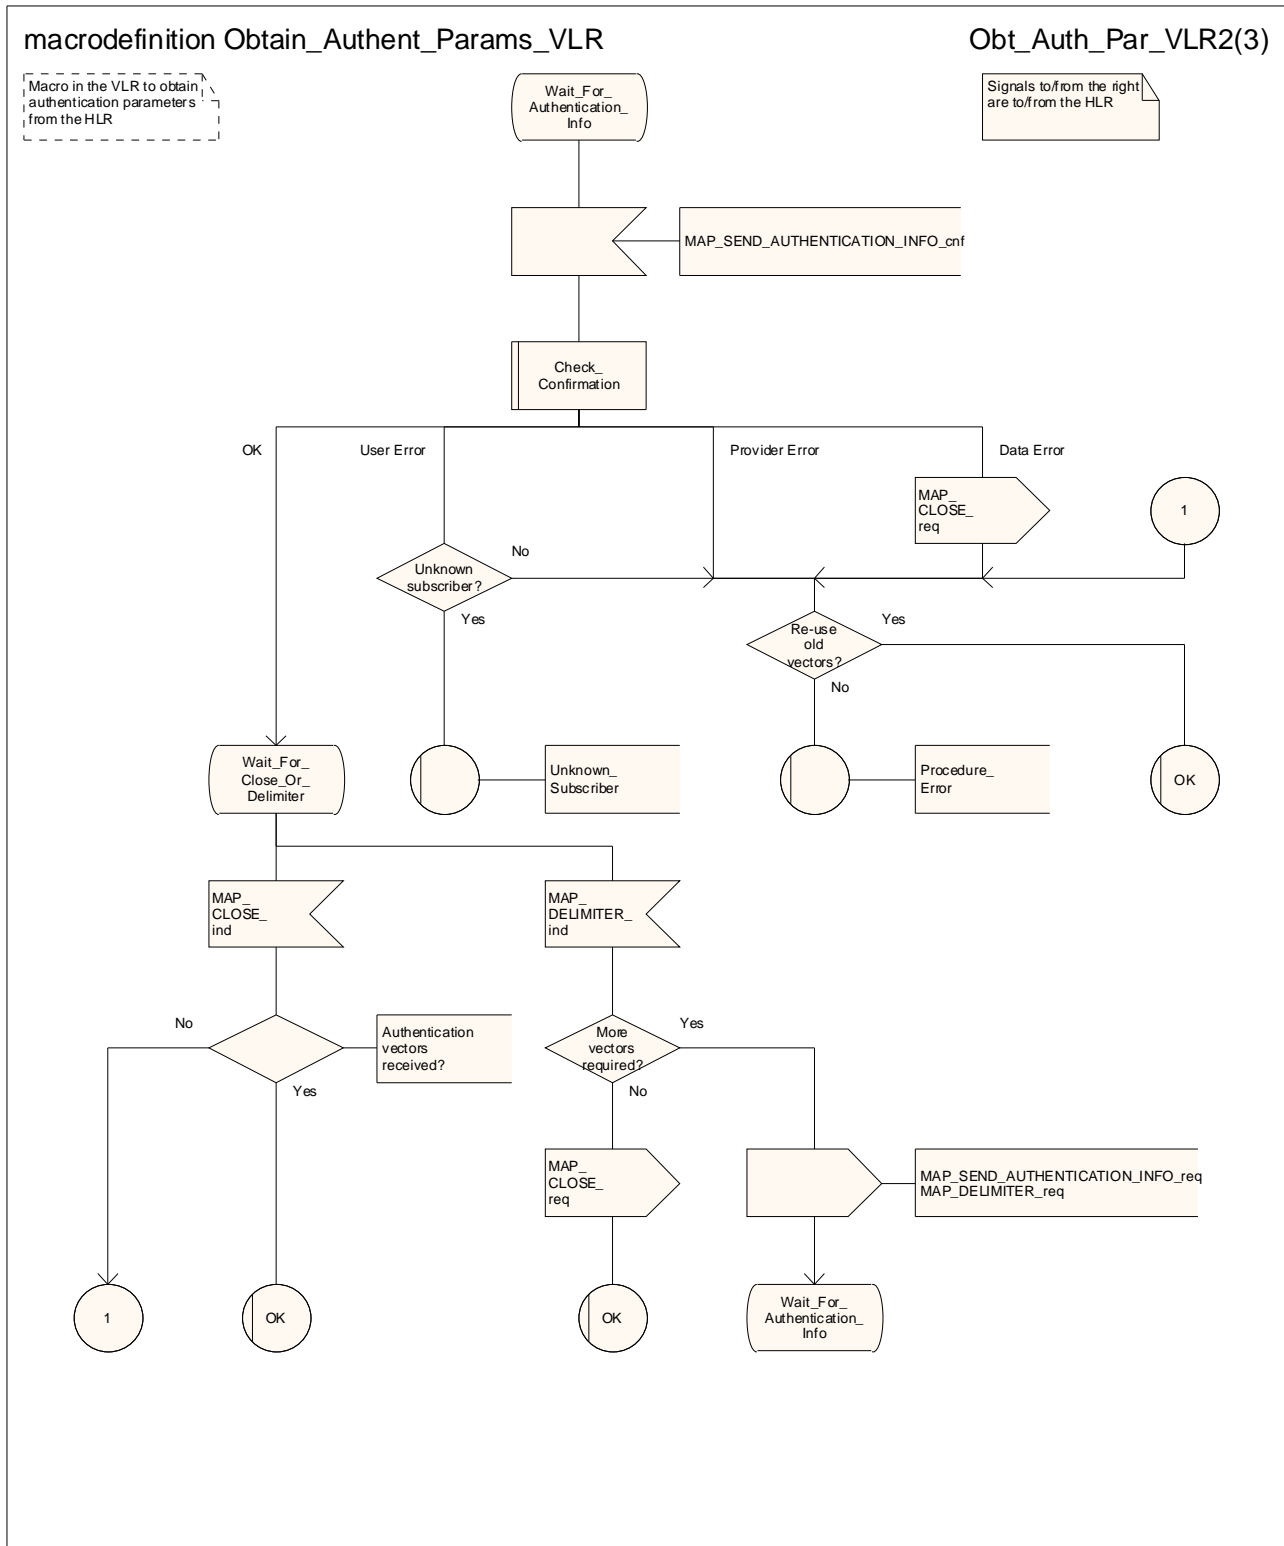 macrodefinition Obtain_Authent_Params_VLR
Obt_Auth_Par_VLR2(3)
Macro in the VLR to obtain
authentication parameters
from the HLR
Wait_For_
Authentication_
Info
Signals to/from the right
are to/from the HLR
MAP_SEND_AUTHENTICATION_INFO_cnf
Check_
Confirmation
OK
User Error
Provider Error
Data Error
MAP_
CLOSE_
req
1
Unknown
subscriber?
No
Yes
Re-use
old
vectors?
Yes
No
Wait_For_
Close_Or_
Delimiter
Unknown_
Subscriber
Procedure_
Error
OK
MAP_
CLOSE_
ind
MAP_
DELIMITER_
ind
No
Authentication
vectors
received?
Yes
More
vectors
required?
Yes
No
MAP_
CLOSE_
req
MAP_SEND_AUTHENTICATION_INFO_req
MAP_DELIMITER_req
1
OK
OK
Wait_For_
Authentication_
Info